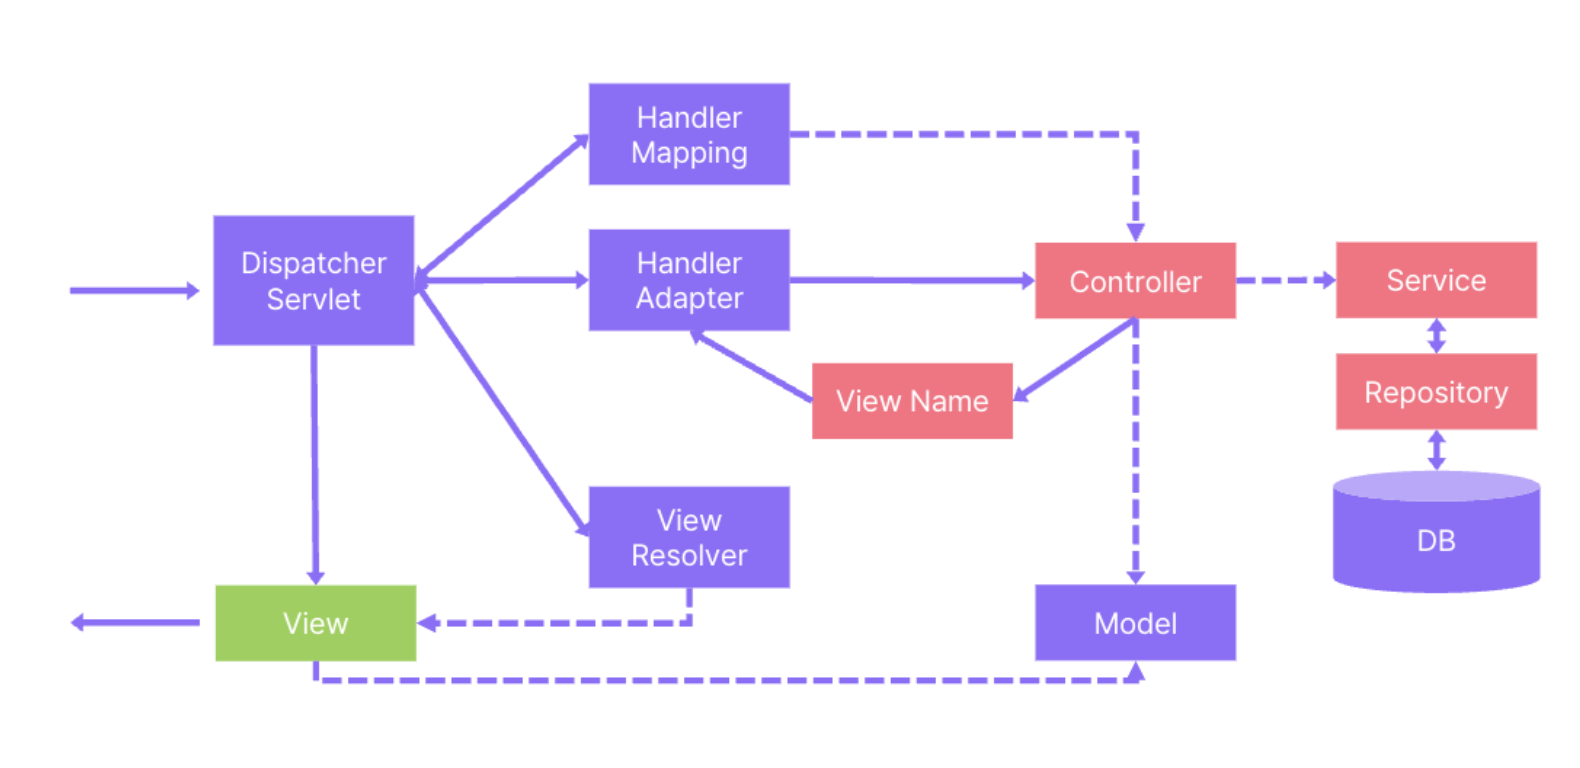 Handler
Mapping
Dispatcher
Servlet
Handler
Adapter
Controller
Service
View Name
Repository
View
Resolver
DB
View
Model